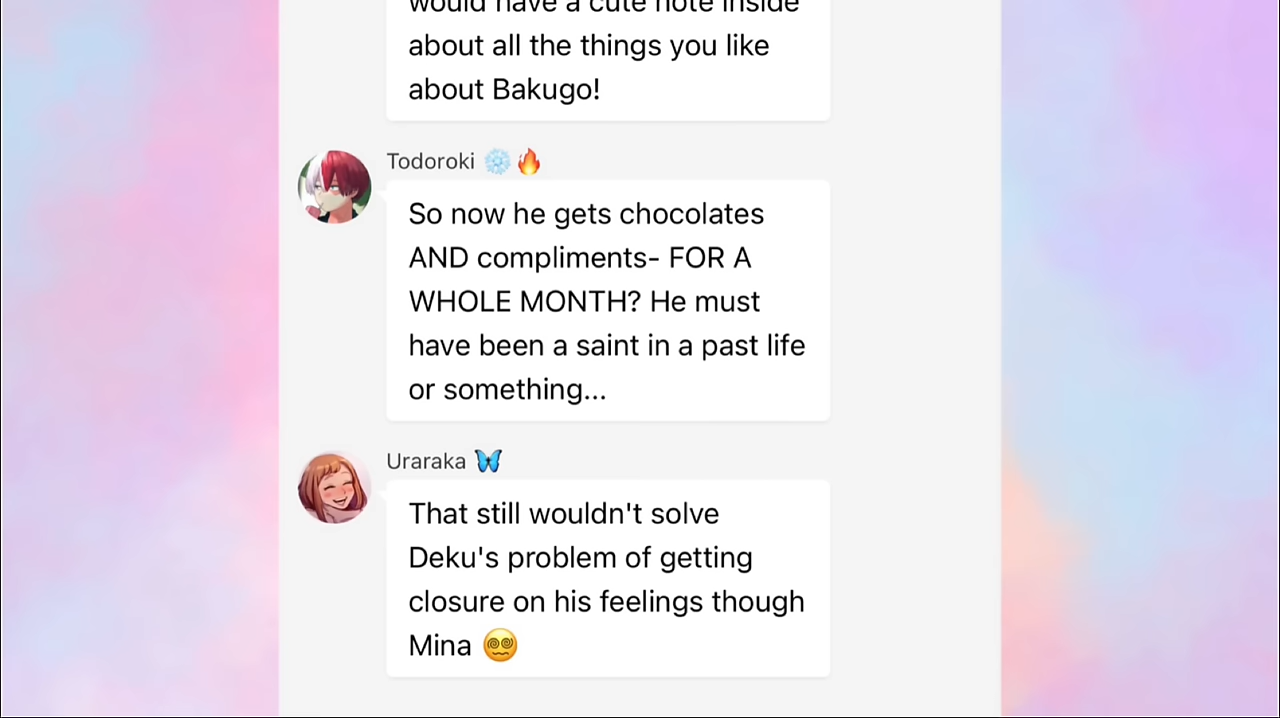 would have a cute note inside
about all the things you like
about Bakugo!
Todoroki ❄️🔥
So now he gets chocolates
AND compliments- FOR A
WHOLE MONTH? He must
have been a saint in a past life
or something...
Uraraka 🦋
That still wouldn't solve
Deku's problem of getting
closure on his feelings though
Mina 😵‍💫